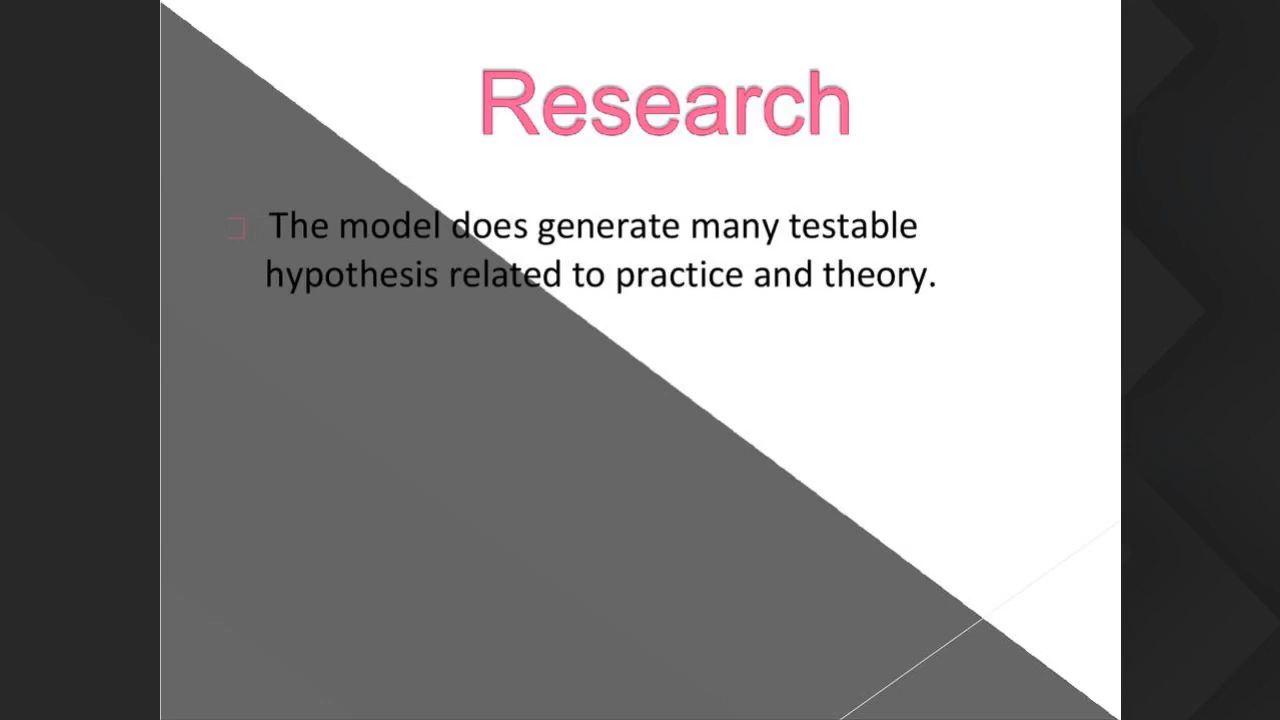 Research
The model does generate many testable
hypothesis related to practice and theory.